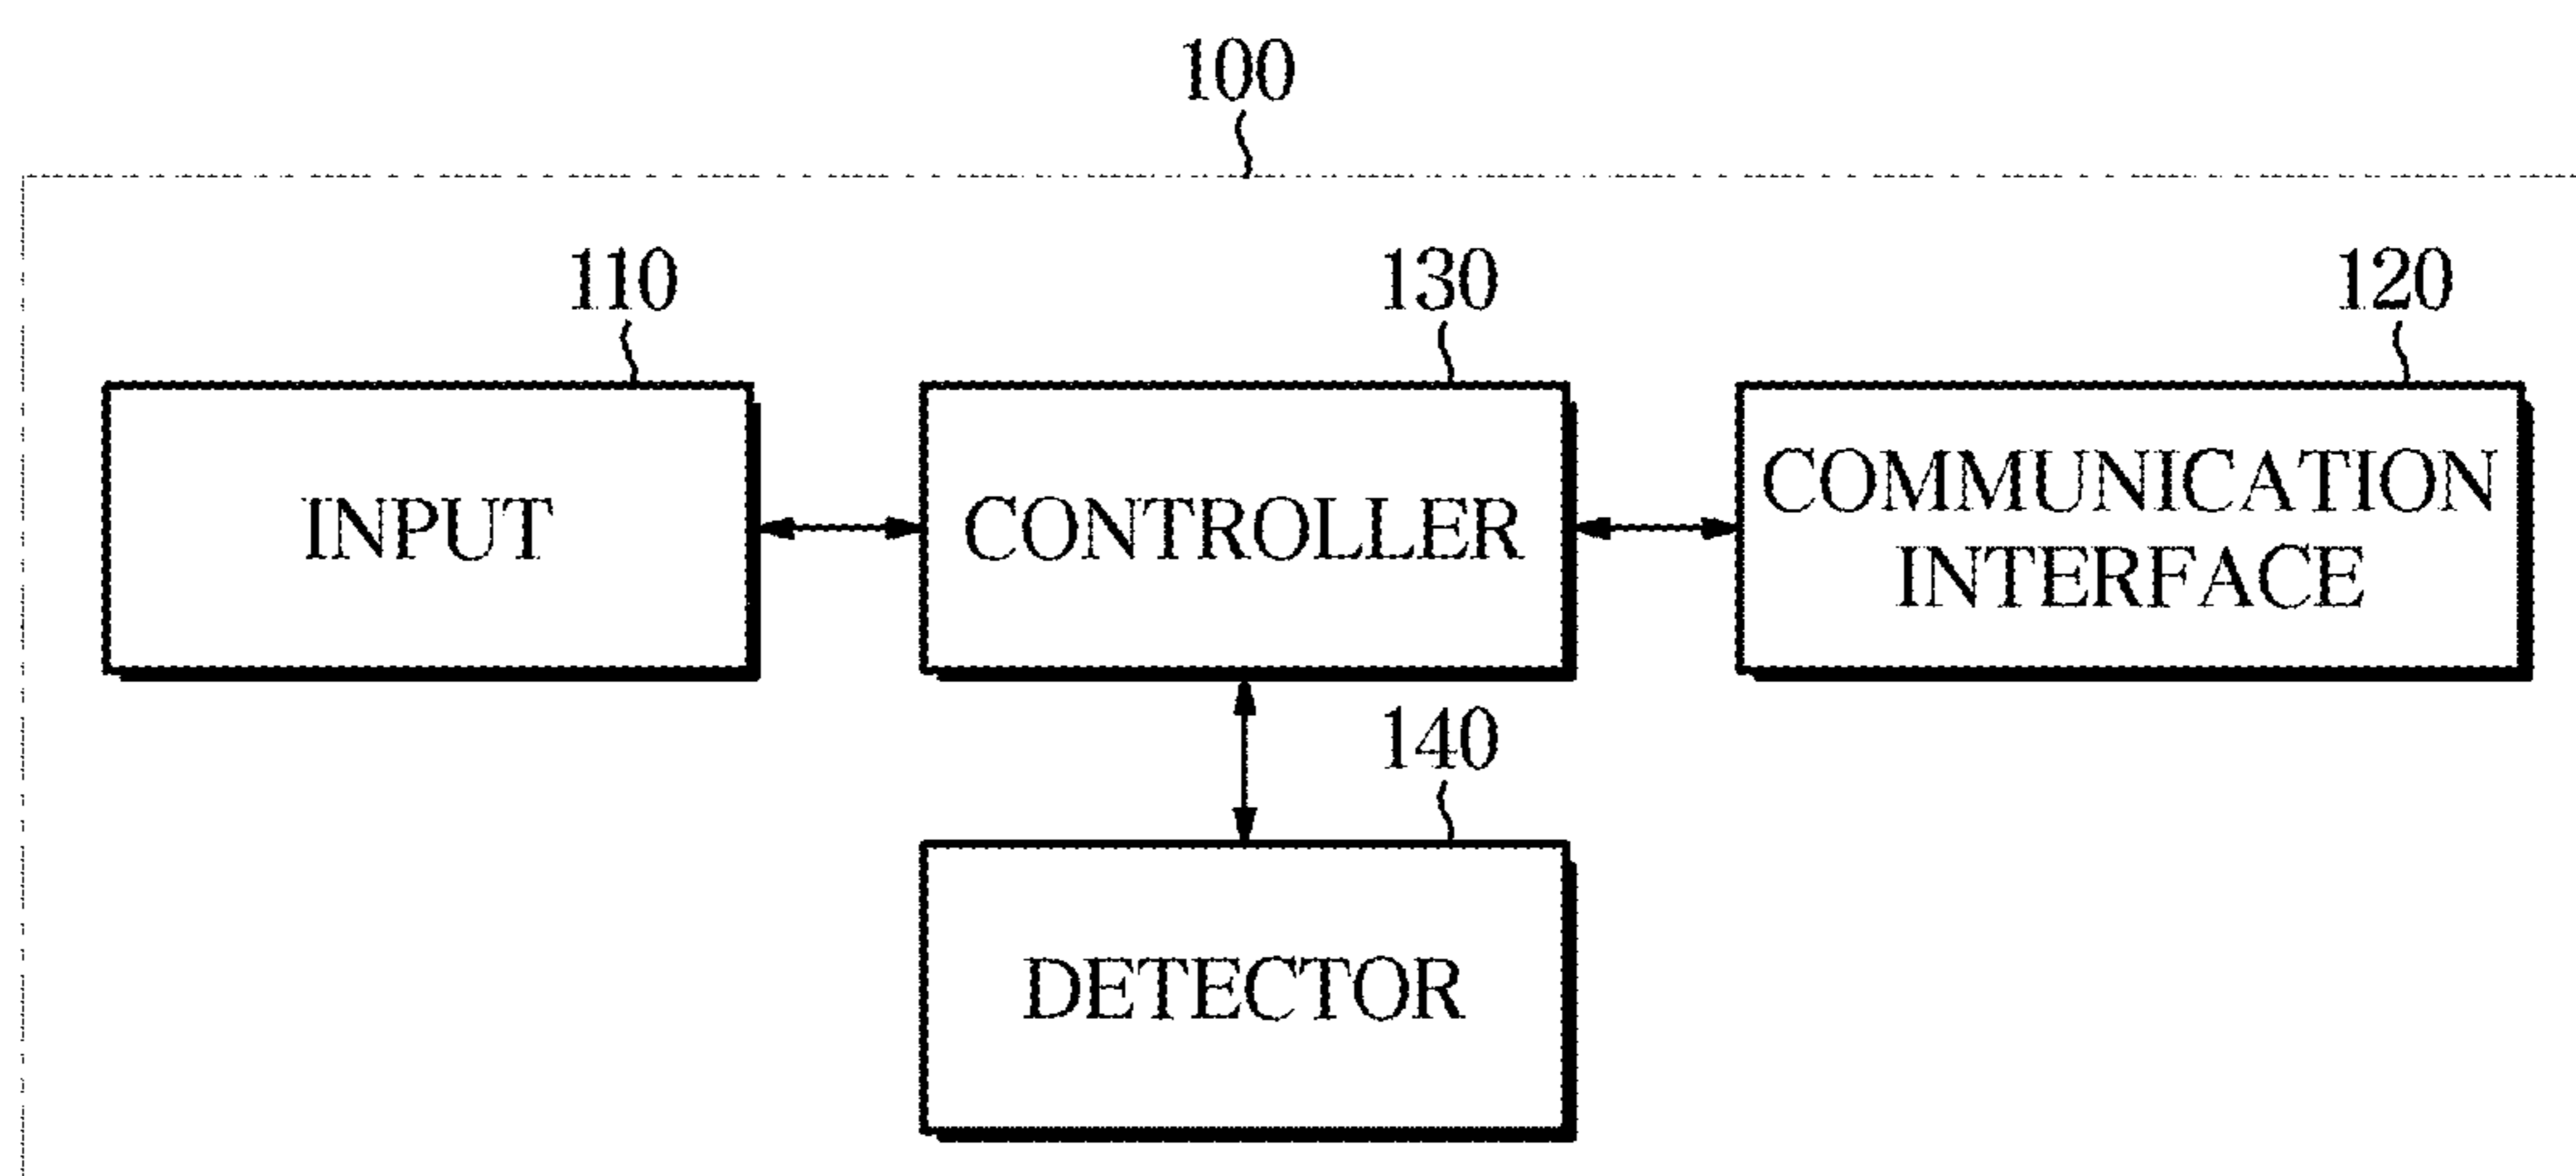 100
110
130
120
INPUT
CONTROLLER
COMMUNICATION
INTERFACE
140
DETECTOR